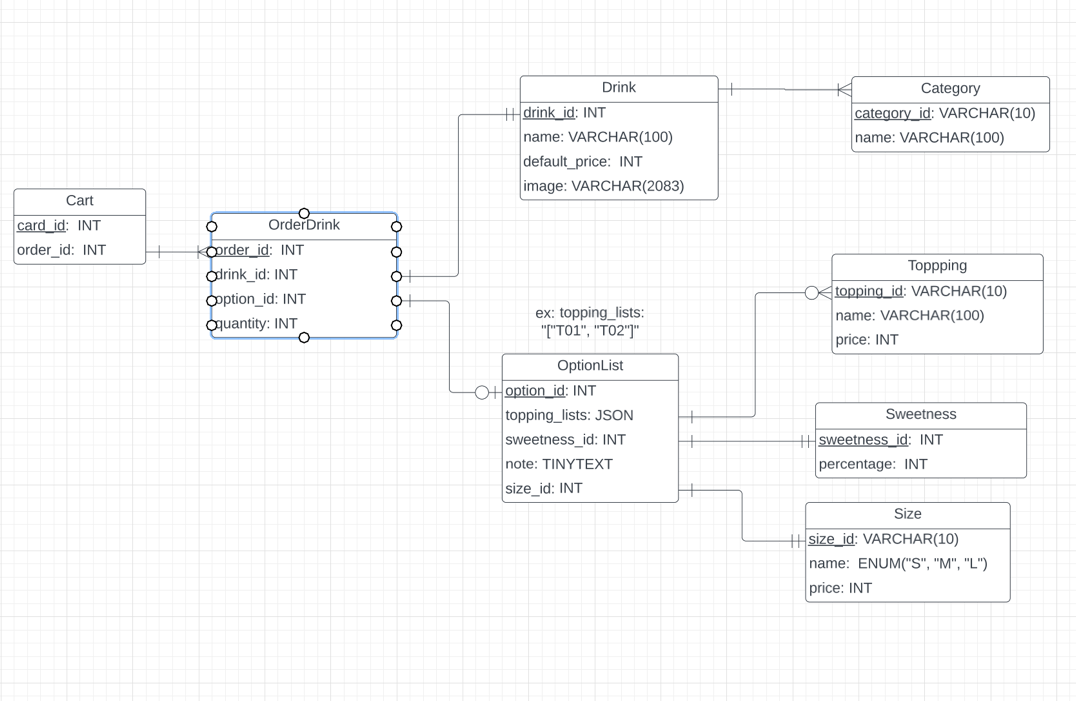 Drink
drink_id: INT
name: VARCHAR(100)
default_price: INT
image: VARCHAR(2083)
Category
category_id: VARCHAR(10)
name: VARCHAR(100)
Cart
card_id: INT
order_id: INT
OrderDrink
order_id: INT
drink_id: INT
option_id: INT
quantity: INT
Toppping
topping_id: VARCHAR(10)
name: VARCHAR(100)
price: INT
ex: topping_lists:
"["T01", "T02"]"
OptionList
option_id: INT
topping_lists: JSON
sweetness_id: INT
note: TINYTEXT
size_id: INT
Sweetness
sweetness_id: INT
percentage: INT
Size
size_id: VARCHAR(10)
name: ENUM("S", "M", "L")
price: INT